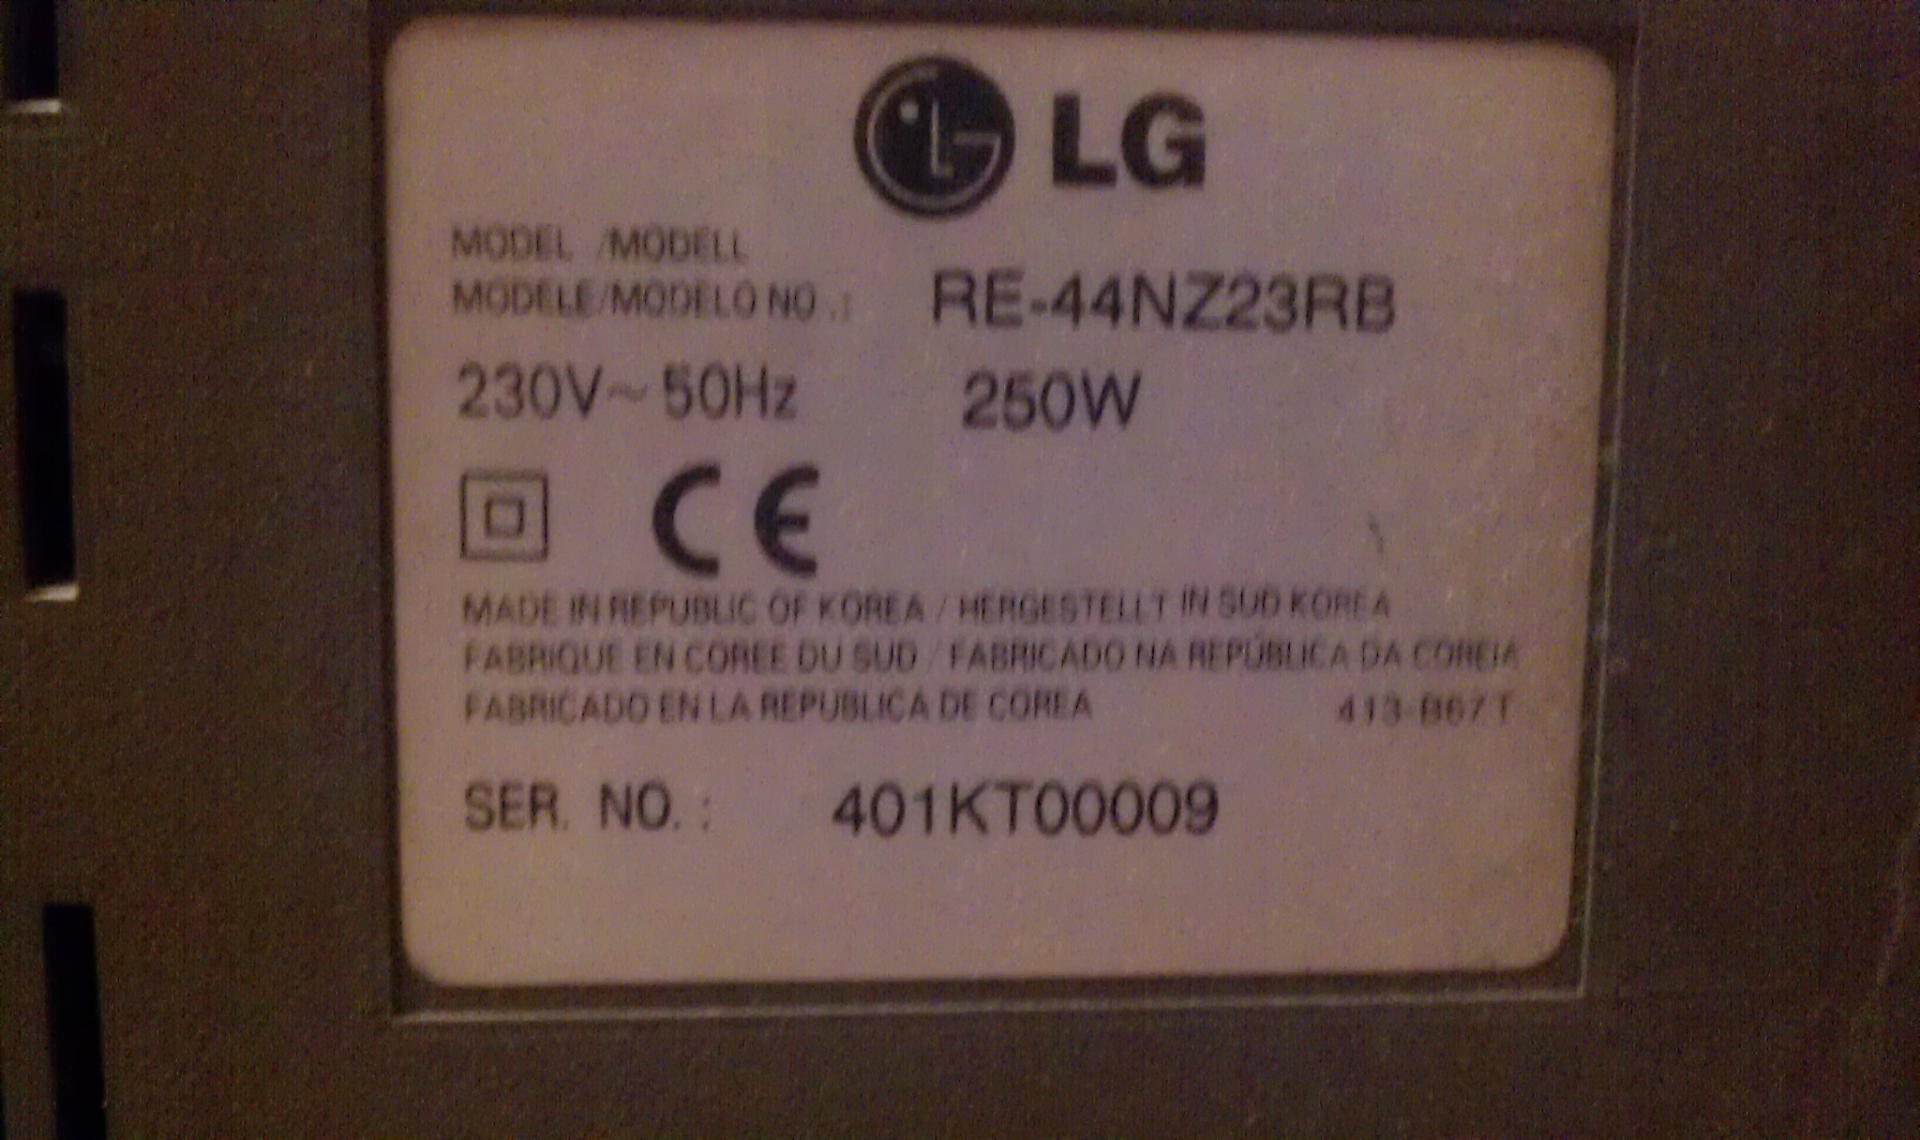 LG
MODEL /MODELL
MODELE/MODELO NO.: RE-44NZ23RB
230V~50Hz 250W
CE
MADE IN REPUBLIC OF KOREA / HERGESTELLT IN SUD KOREA
FABRIQUE EN COREE DU SUD / FABRICADO NA REPÚBLICA DA COREIA
FABRICADO EN LA REPUBLICA DE COREA 413-B67T
SER. NO.: 401KT00009